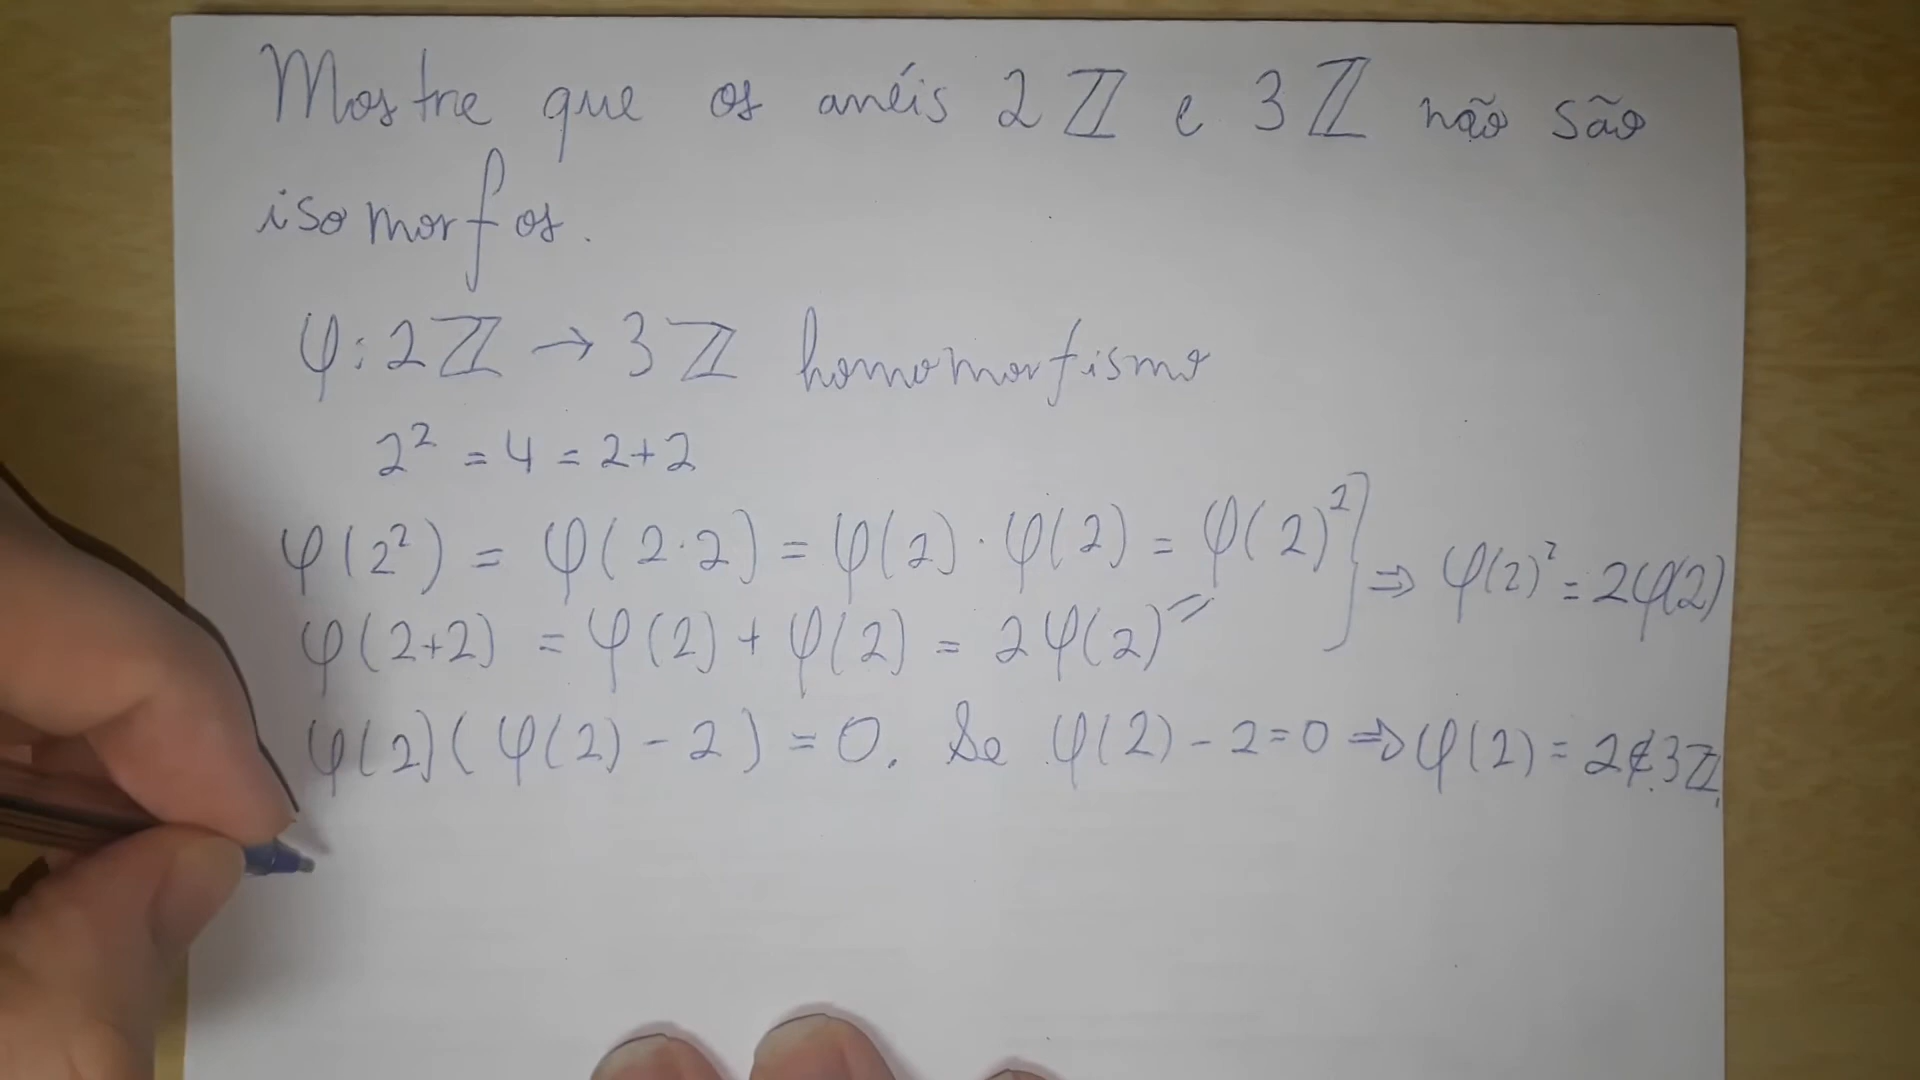 Mostre que os anéis 2ℤ e 3ℤ não são
isomorfos.
φ: 2ℤ → 3ℤ homomorfismo
2² = 4 = 2+2
φ(2²) = φ(2·2) = φ(2)·φ(2) = φ(2)² } ⇒ φ(2)² = 2φ(2)
φ(2+2) = φ(2) + φ(2) = 2φ(2) =
φ(2)(φ(2) - 2) = 0. Se φ(2) - 2 = 0 ⇒ φ(2) = 2 ∉ 3ℤ.